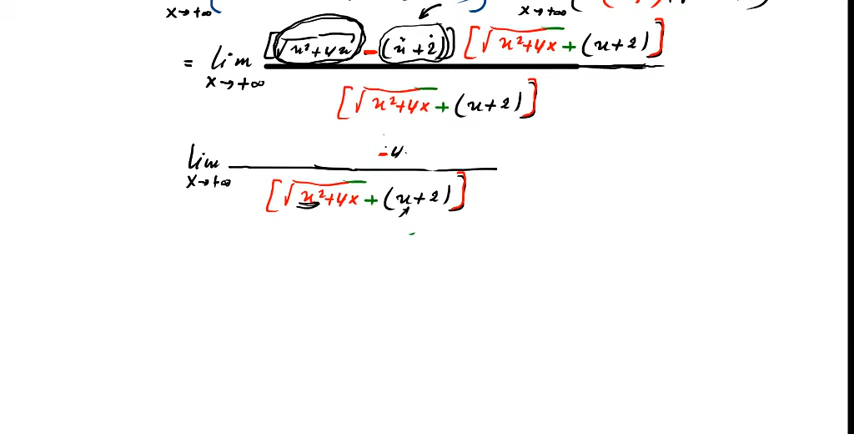 x→+∞ ( x→+∞ (
= lim x→+∞ [√x²+4x - (x+2)] [√x²+4x + (x+2)]
[√x²+4x + (x+2)]
lim x→+∞ -4
[√x²+4x + (x+2)]